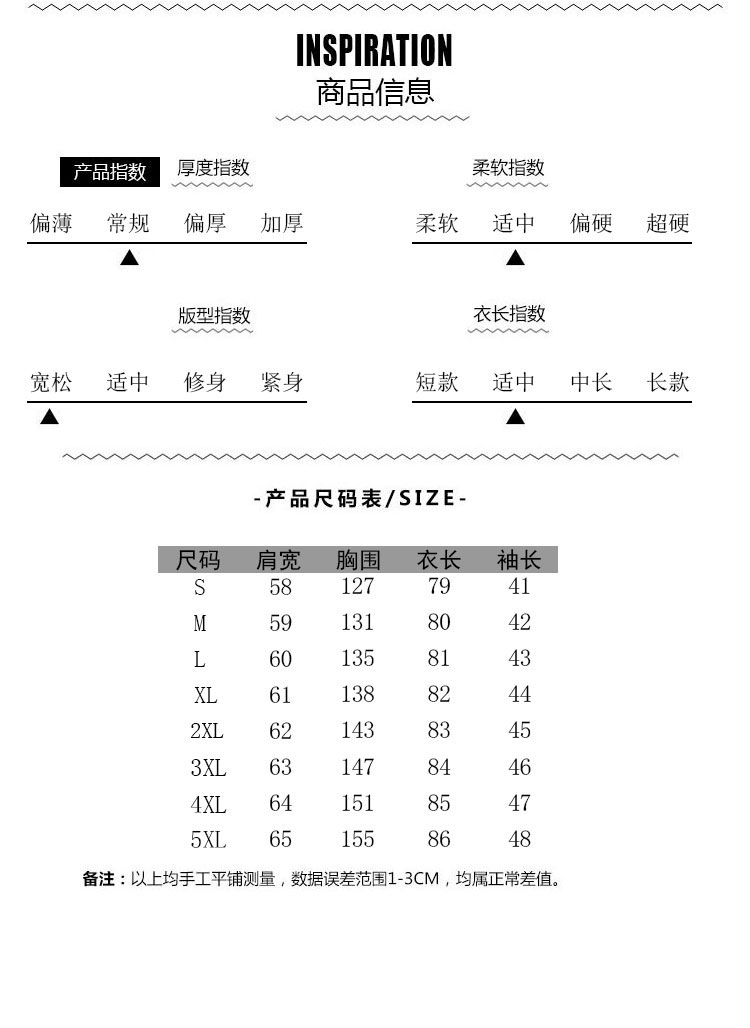 INSPIRATION
商品信息
产品指数 厚度指数 柔软指数
偏薄 常规 偏厚 加厚 柔软 适中 偏硬 超硬
版型指数 衣长指数
宽松 适中 修身 紧身 短款 适中 中长 长款
-产品尺码表/SIZE-
尺码 肩宽 胸围 衣长 袖长
S 58 127 79 41
M 59 131 80 42
L 60 135 81 43
XL 61 138 82 44
2XL 62 143 83 45
3XL 63 147 84 46
4XL 64 151 85 47
5XL 65 155 86 48
备注：以上均手工平铺测量，数据误差范围1-3CM，均属正常差值。